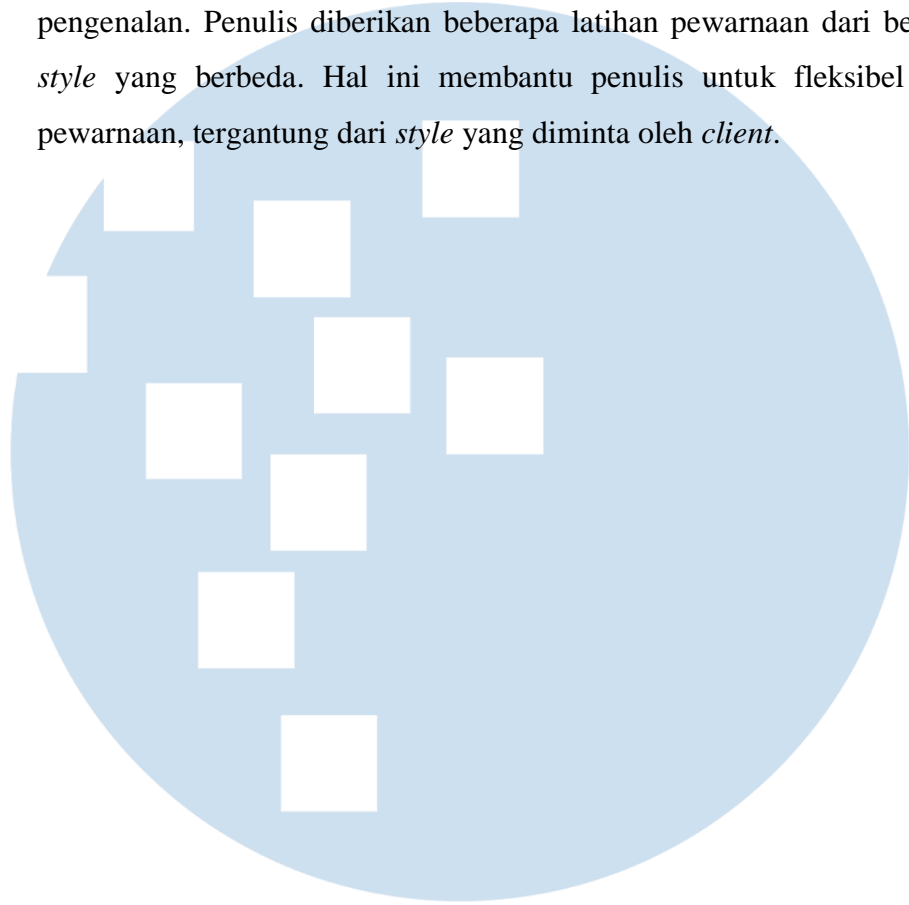 pengenalan. Penulis diberikan beberapa latihan pewarnaan dari be
style yang berbeda. Hal ini membantu penulis untuk fleksibel
pewarnaan, tergantung dari style yang diminta oleh client.